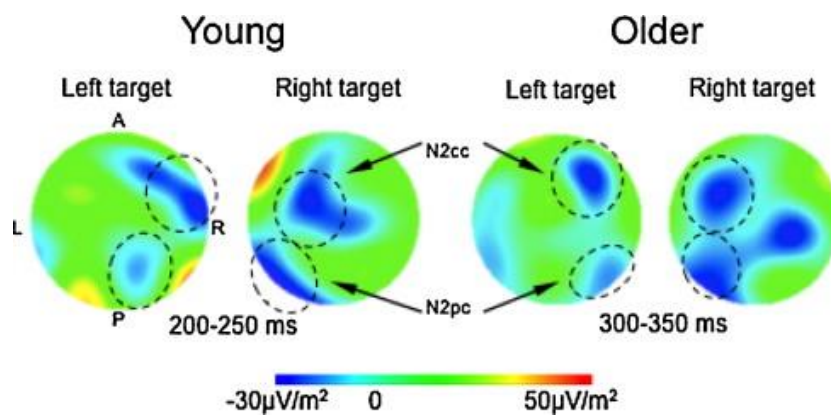 Young Older
Left target Right target Left target Right target
A
N2cc
L R
N2pc
P
200-250 ms 300-350 ms
-30µV/m² 0 50µV/m²